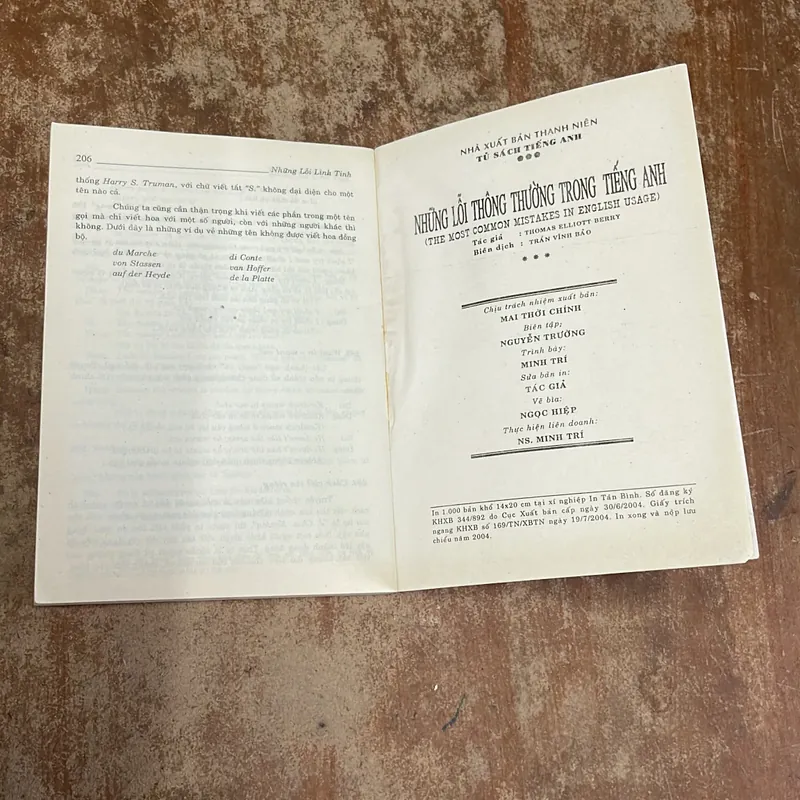 206
Những Lỗi Linh Tinh
thống Harry S. Truman, với chữ viết tắt "S." không đại diện cho một
tên nào cả.
Chúng ta cũng cẩn thận trọng khi viết các phần trong một tên
gọi mà chỉ viết hoa với một số người, còn với những người khác thì
không. Dưới đây là những ví dụ về những tên không được viết hoa đồng
bộ.
du Marche
di Conte
von Stassen
van Hoffer
auf der Heyde
de la Platte
NHÀ XUẤT BẢN THANH NIÊN
TỦ SÁCH TIẾNG ANH
NHỮNG LỖI THÔNG THƯỜNG TRONG TIẾNG ANH
(THE MOST COMMON MISTAKES IN ENGLISH USAGE)
Tác giả : THOMAS ELLIOTT BERRY
Biên dịch : TRẦN VĨNH BẢO
* * *
Chịu trách nhiệm xuất bản:
MAI THỜI CHÍNH
Biên tập:
NGUYỄN TRƯỜNG
Trình bày:
MINH TRÍ
Sửa bản in:
TÁC GIẢ
Vẽ bìa:
NGỌC HIỆP
Thực hiện liên doanh:
NS. MINH TRÍ
In 1.000 bản khổ 14x20 cm tại xí nghiệp In Tân Bình. Số đăng ký
KHXB 344/892 do Cục Xuất bản cấp ngày 30/6/2004. Giấy trích
ngang KHXB số 169/TN/XBTN ngày 19/7/2004. In xong và nộp lưu
chiểu năm 2004.